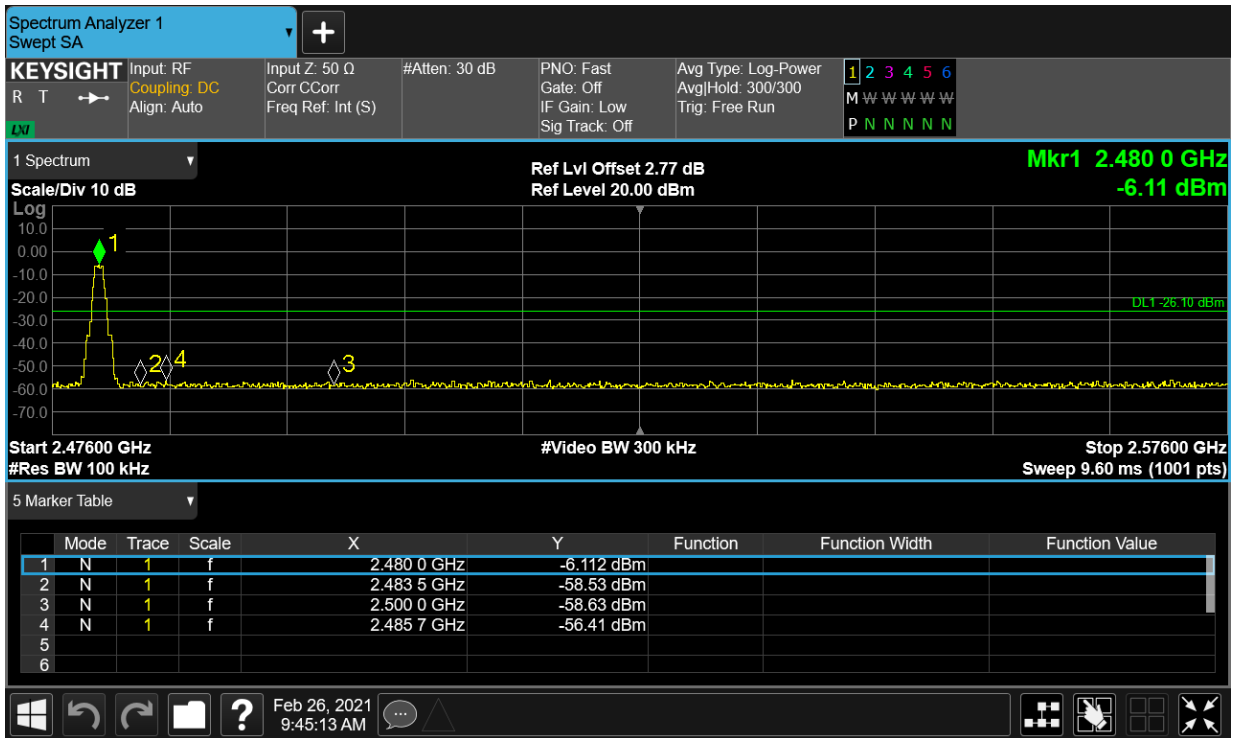 Spectrum Analyzer 1
Swept SA
+
KEYSIGHT
R T
LXI
Input: RF
Coupling: DC
Align: Auto
Input Z: 50 Ω
Corr CCorr
Freq Ref: Int (S)
#Atten: 30 dB
PNO: Fast
Gate: Off
IF Gain: Low
Sig Track: Off
Avg Type: Log-Power
Avg|Hold: 300/300
Trig: Free Run
1 2 3 4 5 6
M W W W W W
P N N N N N
1 Spectrum
Scale/Div 10 dB
Ref Lvl Offset 2.77 dB
Ref Level 20.00 dBm
Mkr1 2.480 0 GHz
-6.11 dBm
Log
10.0
0.00
-10.0
-20.0
-30.0
-40.0
-50.0
-60.0
-70.0
1
2
4
3
DL1 -26.10 dBm
Start 2.47600 GHz
#Res BW 100 kHz
#Video BW 300 kHz
Stop 2.57600 GHz
Sweep 9.60 ms (1001 pts)
5 Marker Table
Mode Trace Scale X Y Function Function Width Function Value
1 N 1 f 2.480 0 GHz -6.112 dBm
2 N 1 f 2.483 5 GHz -58.53 dBm
3 N 1 f 2.500 0 GHz -58.63 dBm
4 N 1 f 2.485 7 GHz -56.41 dBm
5
6
?
Feb 26, 2021
9:45:13 AM